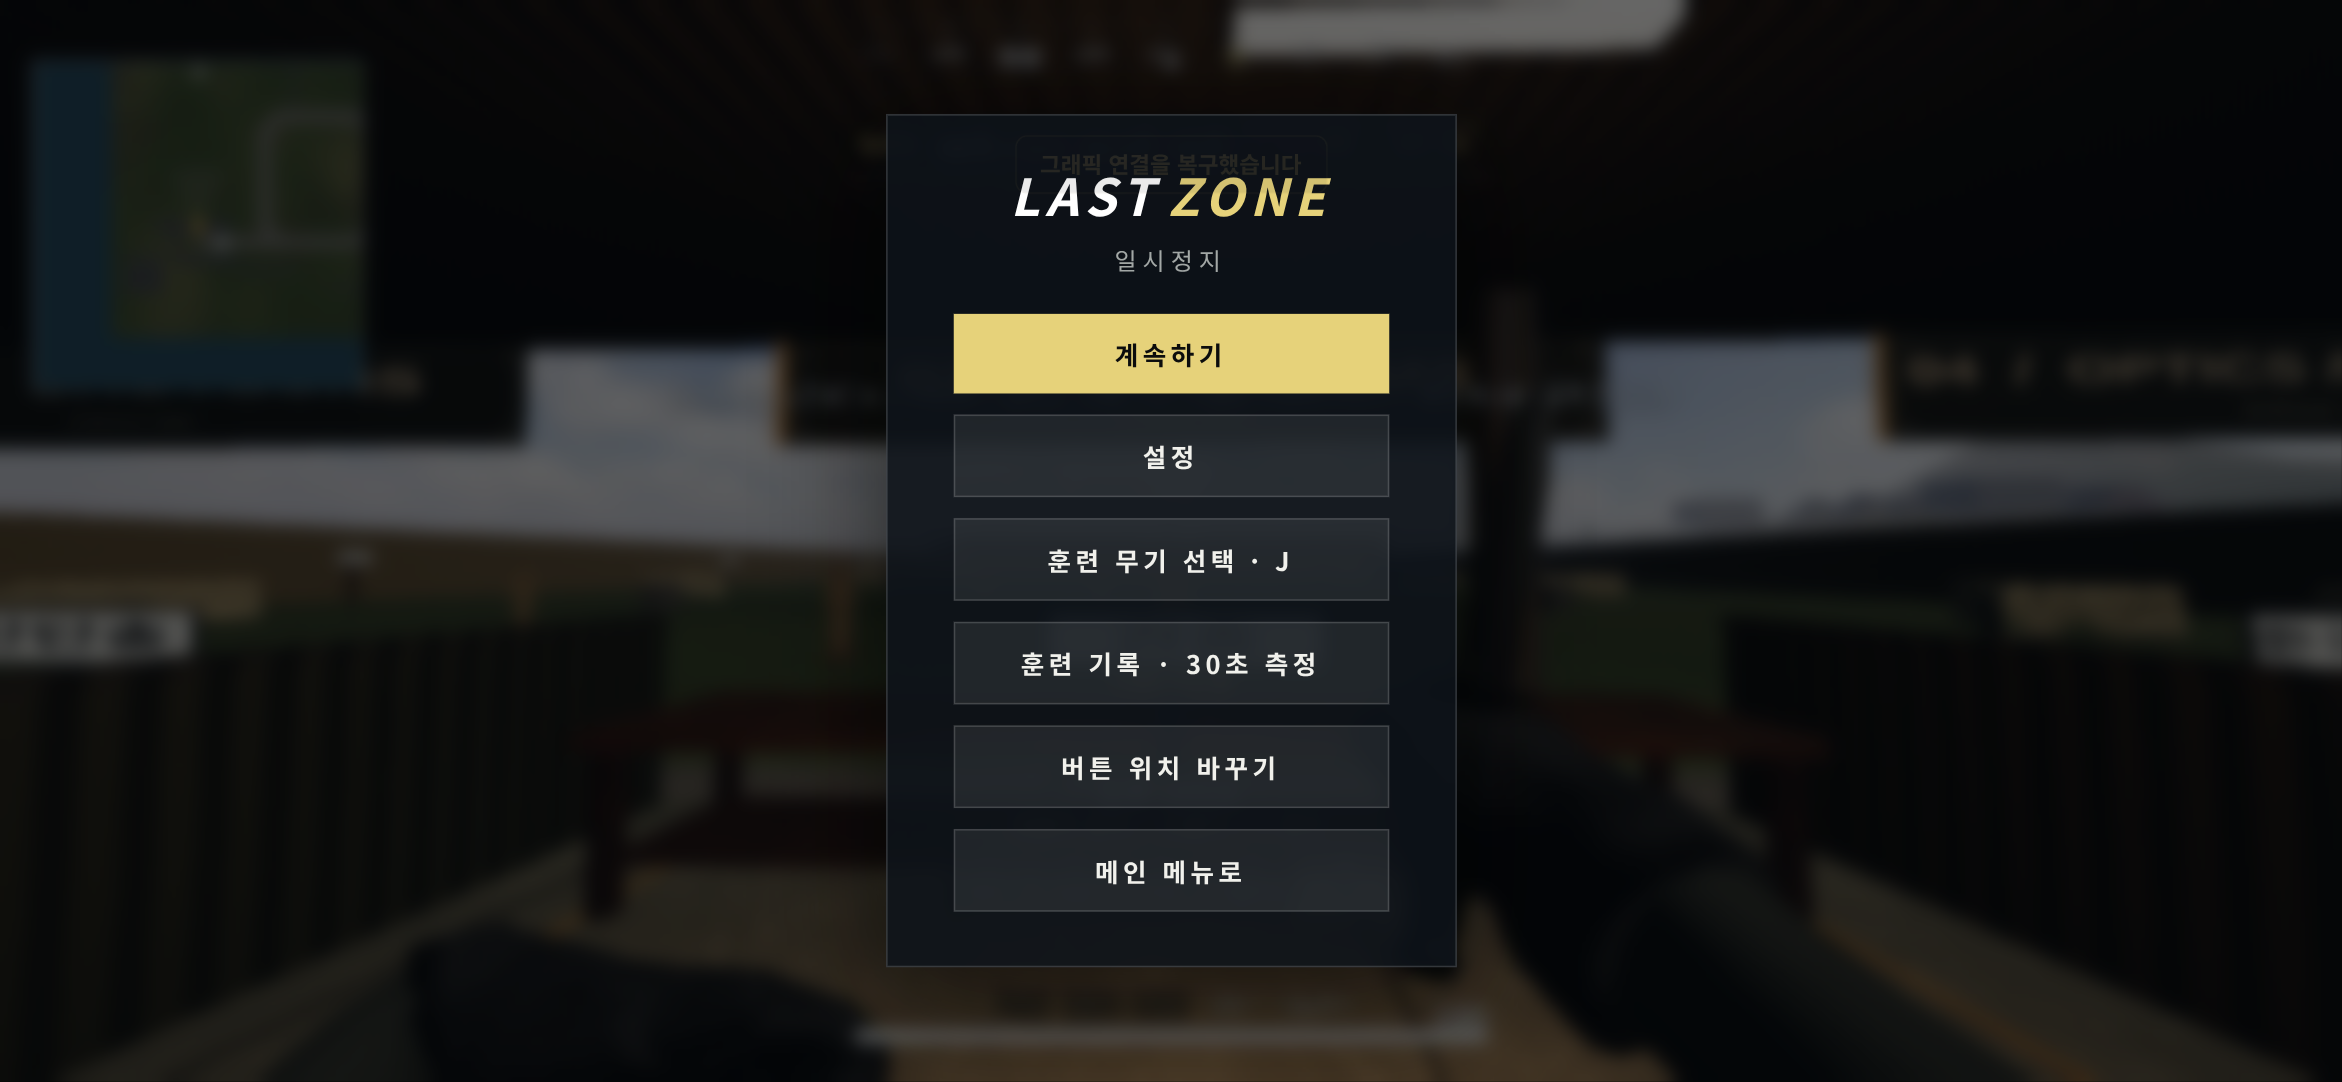 그래픽 연결을 복구했습니다
LAST ZONE
일시정지
계속하기
설정
훈련 무기 선택 · J
훈련 기록 · 30초 측정
버튼 위치 바꾸기
메인 메뉴로
OPTICS